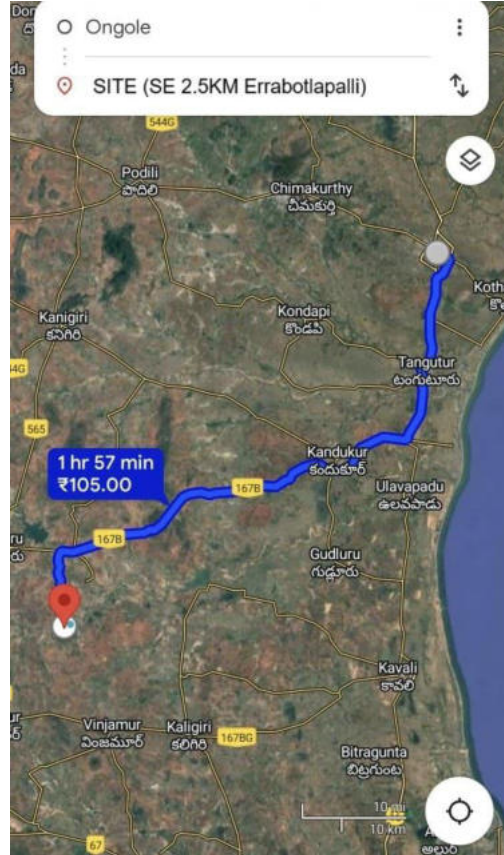 Ongole
SITE (SE 2.5KM Errabotlapalli)
544G
Podili
పొదిలి
Chimakurthy
చీమకుర్తి
Kondapi
కొండపి
Kanigiri
కనిగిరి
Tangutur
టంగుటూరు
565
Kandukur
కందుకూర్
1 hr 57 min
₹105.00
167B
Ulavapadu
ఉలవపాడు
167B
Gudluru
గుడ్లూరు
Kavali
కావలి
Vinjamur
వింజమూర్
Kaligiri
కలిగిరి
167BG
Bitragunta
బిట్రగుంట
10 mi
10 km
67